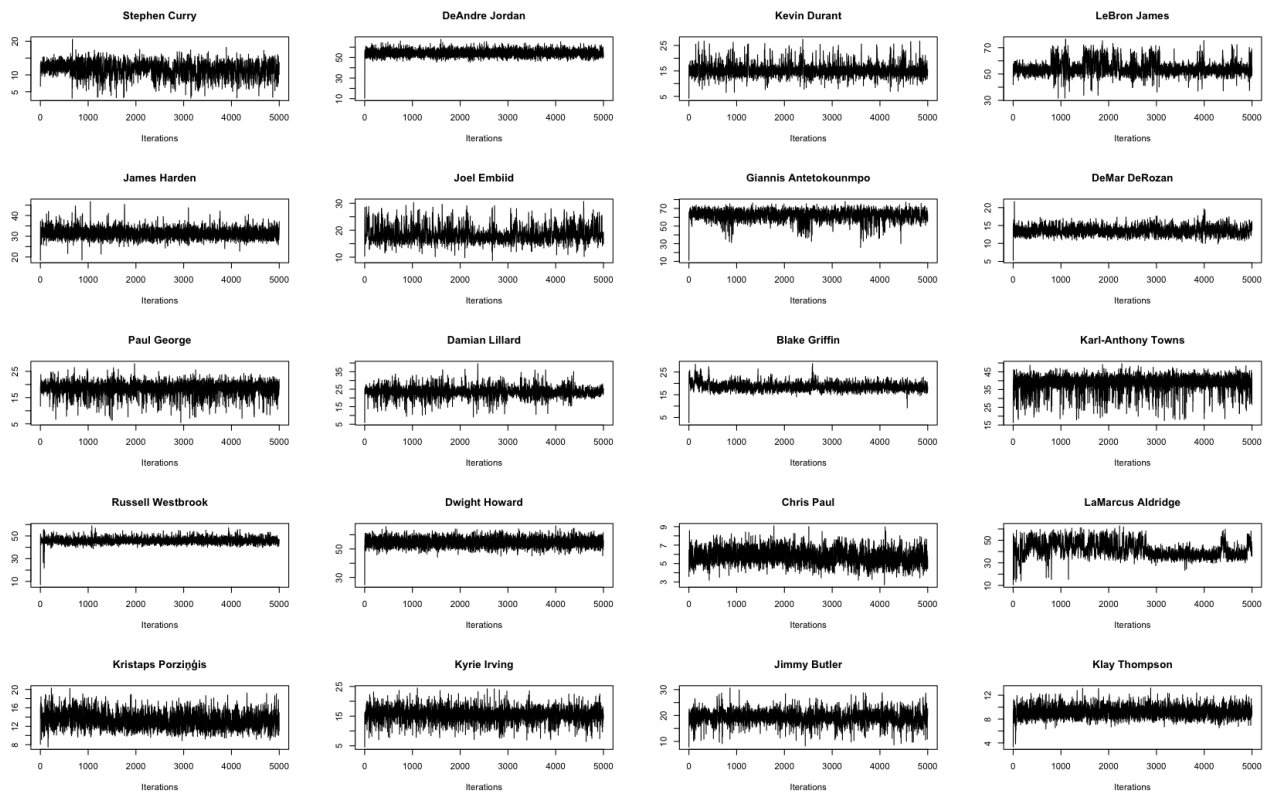 Stephen Curry DeAndre Jordan Kevin Durant LeBron James
5 10 20 10 30 50 5 15 25 30 50 70
0 1000 2000 3000 4000 5000 0 1000 2000 3000 4000 5000 0 1000 2000 3000 4000 5000 0 1000 2000 3000 4000 5000
Iterations Iterations Iterations Iterations
James Harden Joel Embiid Giannis Antetokounmpo DeMar DeRozan
20 30 40 10 20 30 10 30 50 70 5 10 15 20
0 1000 2000 3000 4000 5000 0 1000 2000 3000 4000 5000 0 1000 2000 3000 4000 5000 0 1000 2000 3000 4000 5000
Iterations Iterations Iterations Iterations
Paul George Damian Lillard Blake Griffin Karl-Anthony Towns
5 15 25 5 15 25 35 5 15 25 15 25 35 45
0 1000 2000 3000 4000 5000 0 1000 2000 3000 4000 5000 0 1000 2000 3000 4000 5000 0 1000 2000 3000 4000 5000
Iterations Iterations Iterations Iterations
Russell Westbrook Dwight Howard Chris Paul LaMarcus Aldridge
10 30 50 30 50 3 5 7 9 10 30 50
0 1000 2000 3000 4000 5000 0 1000 2000 3000 4000 5000 0 1000 2000 3000 4000 5000 0 1000 2000 3000 4000 5000
Iterations Iterations Iterations Iterations
Kristaps Porziņģis Kyrie Irving Jimmy Butler Klay Thompson
8 12 16 20 5 15 25 10 20 30 4 8 12
0 1000 2000 3000 4000 5000 0 1000 2000 3000 4000 5000 0 1000 2000 3000 4000 5000 0 1000 2000 3000 4000 5000
Iterations Iterations Iterations Iterations